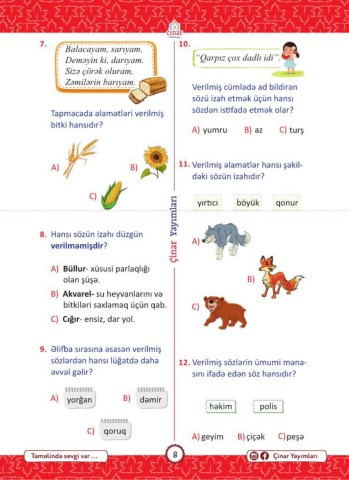 çinar
7.
Balacayam, sarıyam,
Deməyin ki, darıyam.
Sizə çörək oluram,
Zəmilərin barıyam.
Tapmacada əlamətləri verilmiş
bitki hansıdır?
A)
B)
C)
8. Hansı sözün izahı düzgün
verilməmişdir?
A) Büllur- xüsusi parlaqlığı
olan şüşə.
B) Akvarel- su heyvanlarını və
bitkiləri saxlamaq üçün qab.
C) Cığır- ensiz, dar yol.
9. Əlifba sırasına əsasən verilmiş
sözlərdən hansı lüğətdə daha
əvvəl gəlir?
A) yorğan B) dəmir
C) qoruq
Çinar Yayımları
10.
"Qarpız çox dadlı idi".
Verilmiş cümlədə ad bildirən
sözü izah etmək üçün hansı
sözdən istifadə etmək olar?
A) yumru B) az C) turş
11. Verilmiş əlamətlər hansı şəkil-
dəki sözün izahıdır?
yırtıcı böyük qonur
A)
B)
C)
12. Verilmiş sözlərin ümumi məna-
sını ifadə edən söz hansıdır?
həkim polis
A) geyim B) çiçək C) peşə
Təməlində sevgi var ...
8
Çinar Yayımları